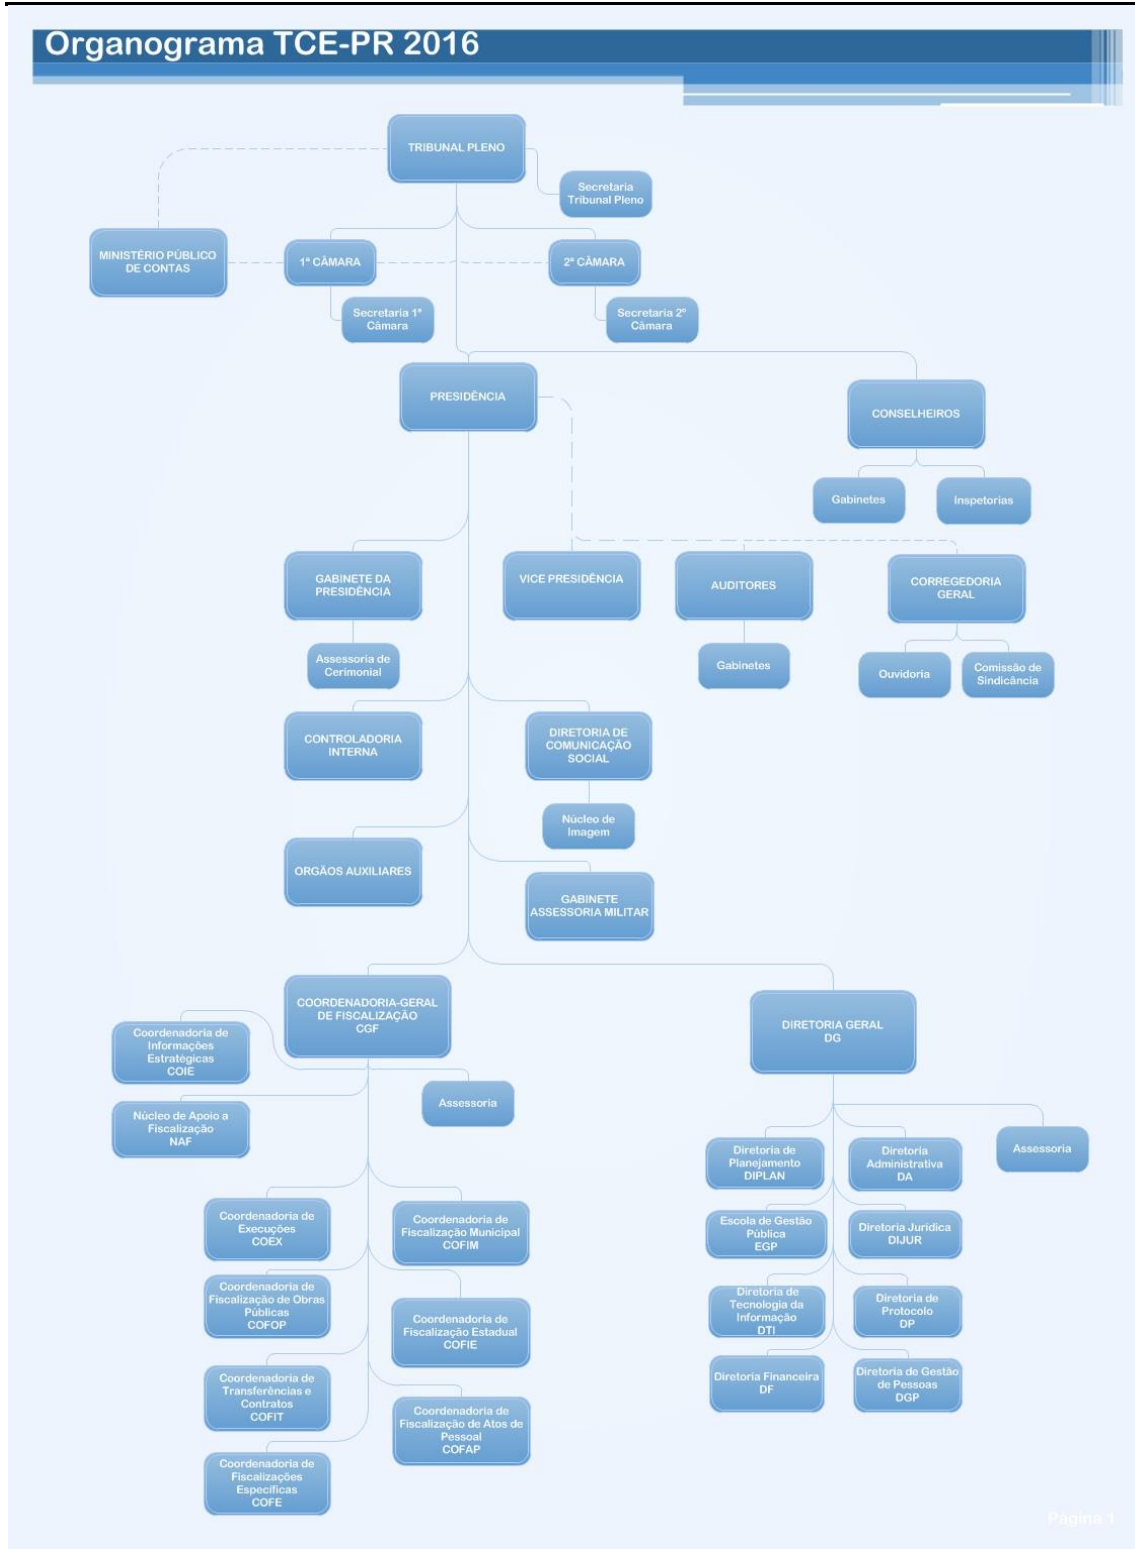 Organograma TCE-PR 2016
TRIBUNAL PLENO
Secretaria
Tribunal Pleno
MINISTÉRIO PÚBLICO
DE CONTAS
1ª CÂMARA
2ª CÂMARA
Secretaria 1ª
Câmara
Secretaria 2ª
Câmara
PRESIDÊNCIA
CONSELHEIROS
Gabinetes
Inspetorias
GABINETE DA
PRESIDÊNCIA
VICE PRESIDÊNCIA
AUDITORES
CORREGEDORIA
GERAL
Assessoria de
Cerimonial
Gabinetes
Ouvidoria
Comissão de
Sindicância
CONTROLADORIA
INTERNA
DIRETORIA DE
COMUNICAÇÃO
SOCIAL
Núcleo de
Imagem
ORGÃOS AUXILIARES
GABINETE
ASSESSORIA MILITAR
COORDENADORIA-GERAL
DE FISCALIZAÇÃO
CGF
DIRETORIA GERAL
DG
Coordenadoria de
Informações
Estratégicas
COIE
Assessoria
Núcleo de Apoio a
Fiscalização
NAF
Diretoria de
Planejamento
DIPLAN
Diretoria
Administrativa
DA
Assessoria
Coordenadoria de
Execuções
COEX
Coordenadoria de
Fiscalização Municipal
COFIM
Escola de Gestão
Pública
EGP
Diretoria Jurídica
DIJUR
Coordenadoria de
Fiscalização de Obras
Públicas
COFOP
Coordenadoria de
Fiscalização Estadual
COFIE
Diretoria de
Tecnologia da
Informação
DTI
Diretoria de
Protocolo
DP
Coordenadoria de
Transferências e
Contratos
COFIT
Coordenadoria de
Fiscalização de Atos de
Pessoal
COFAP
Diretoria Financeira
DF
Diretoria de Gestão
de Pessoas
DGP
Coordenadoria de
Fiscalizações
Específicas
COFE
Página 1